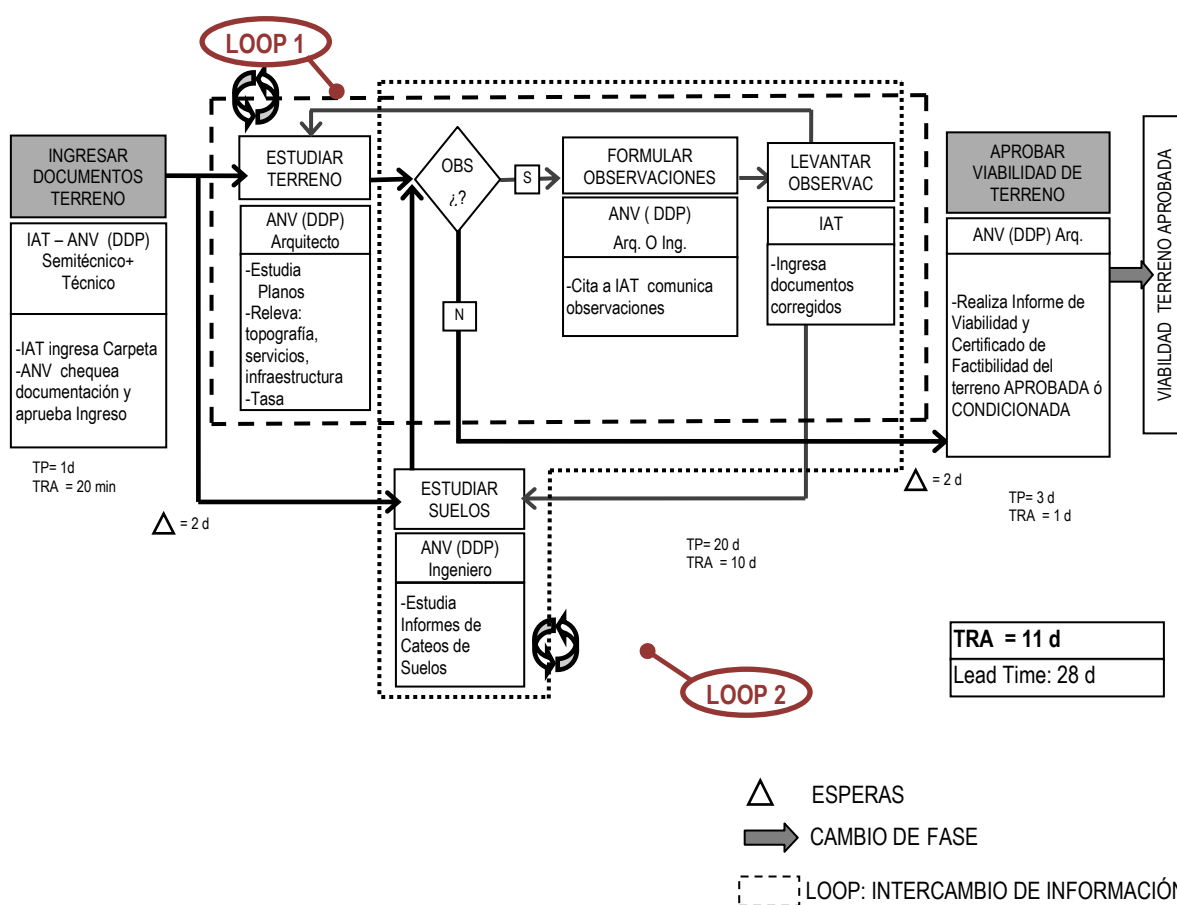 LOOP 1
INGRESAR
DOCUMENTOS
TERRENO
IAT – ANV (DDP)
Semitécnico+
Técnico
-IAT ingresa Carpeta
-ANV chequea
documentación y
aprueba Ingreso
TP= 1d
TRA = 20 min
= 2 d
ESTUDIAR
TERRENO
ANV (DDP)
Arquitecto
-Estudia
Planos
-Releva:
topografía,
servicios,
infraestructura
-Tasa
OBS
¿.?
S
N
FORMULAR
OBSERVACIONES
ANV ( DDP)
Arq. O Ing.
-Cita a IAT comunica
observaciones
LEVANTAR
OBSERVAC
IAT
-Ingresa
documentos
corregidos
APROBAR
VIABILIDAD DE
TERRENO
ANV (DDP) Arq.
-Realiza Informe de
Viabilidad y
Certificado de
Factibilidad del
terreno APROBADA ó
CONDICIONADA
VIABILDAD TERRENO APROBADA
= 2 d
TP= 3 d
TRA = 1 d
ESTUDIAR
SUELOS
ANV (DDP)
Ingeniero
-Estudia
Informes de
Cateos de
Suelos
TP= 20 d
TRA = 10 d
LOOP 2
TRA = 11 d
Lead Time: 28 d
ESPERAS
CAMBIO DE FASE
LOOP: INTERCAMBIO DE INFORMACIÓN